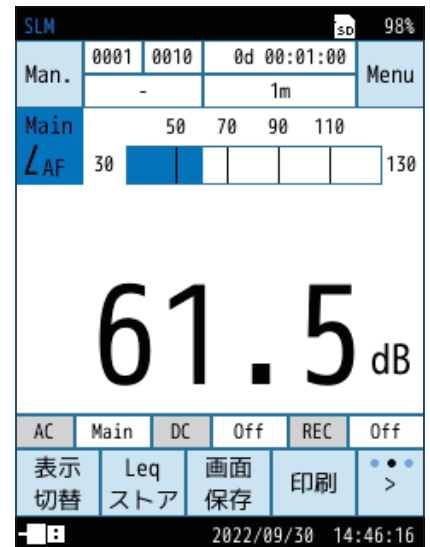 SLM SD 98%
Man. 0001 0010 0d 00:01:00 Menu
- 1m
Main 50 70 90 110
LAF 30 130
61.5 dB
AC Main DC Off REC Off
表示 Leq 画面 印刷 >
切替 ストア 保存
2022/09/30 14:46:16